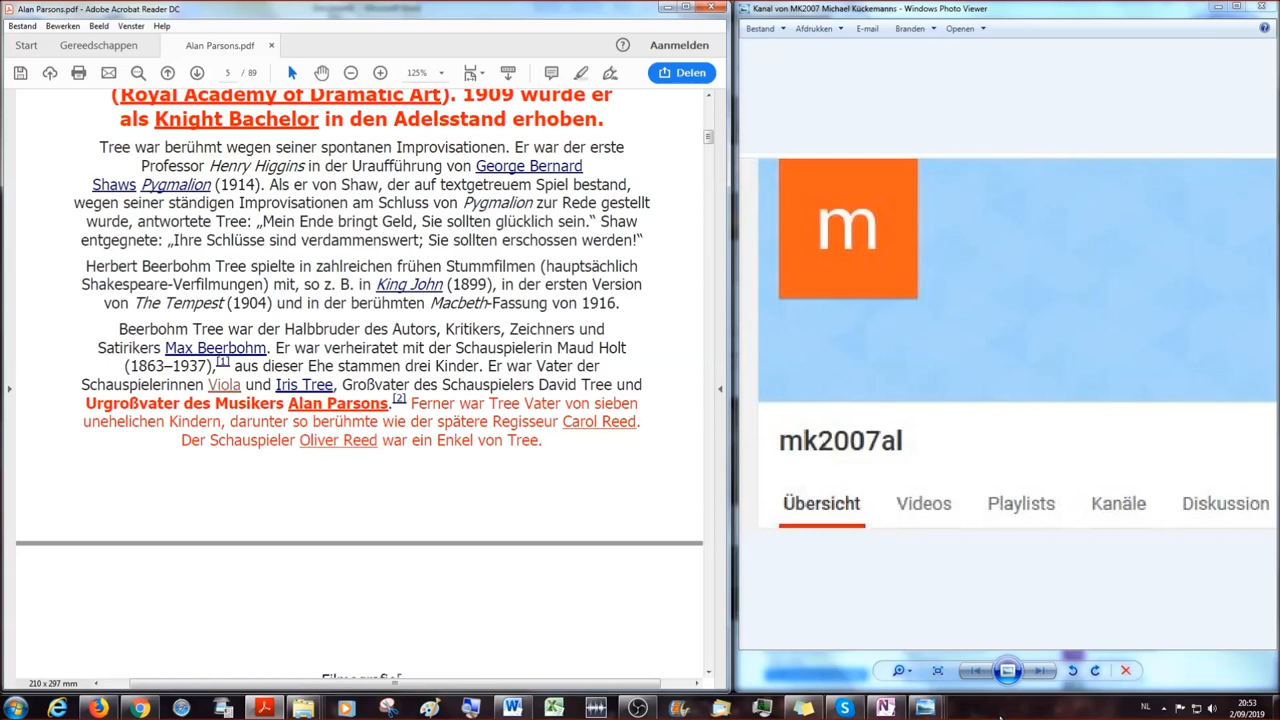 Alan Parsons.pdf - Adobe Acrobat Reader DC
Bestand Bewerken Beeld Venster Help
Start Gereedschappen Alan Parsons.pdf × Aanmelden
5 / 89 125% Delen
(Royal Academy of Dramatic Art). 1909 wurde er
als Knight Bachelor in den Adelsstand erhoben.
Tree war berühmt wegen seiner spontanen Improvisationen. Er war der erste
Professor Henry Higgins in der Uraufführung von George Bernard
Shaws Pygmalion (1914). Als er von Shaw, der auf textgetreuem Spiel bestand,
wegen seiner ständigen Improvisationen am Schluss von Pygmalion zur Rede gestellt
wurde, antwortete Tree: „Mein Ende bringt Geld, Sie sollten glücklich sein.“ Shaw
entgegnete: „Ihre Schlüsse sind verdammenswert; Sie sollten erschossen werden!“
Herbert Beerbohm Tree spielte in zahlreichen frühen Stummfilmen (hauptsächlich
Shakespeare-Verfilmungen) mit, so z. B. in King John (1899), in der ersten Version
von The Tempest (1904) und in der berühmten Macbeth-Fassung von 1916.
Beerbohm Tree war der Halbbruder des Autors, Kritikers, Zeichners und
Satirikers Max Beerbohm. Er war verheiratet mit der Schauspielerin Maud Holt
(1863–1937),[1] aus dieser Ehe stammen drei Kinder. Er war Vater der
Schauspielerinnen Viola und Iris Tree, Großvater des Schauspielers David Tree und
Urgroßvater des Musikers Alan Parsons.[2] Ferner war Tree Vater von sieben
unehelichen Kindern, darunter so berühmte wie der spätere Regisseur Carol Reed.
Der Schauspieler Oliver Reed war ein Enkel von Tree.
210 x 297 mm
Kanal von MK2007 Michael Kückemanns - Windows Photo Viewer
Bestand Afdrukken E-mail Branden Openen
m
mk2007al
Übersicht Videos Playlists Kanäle Diskussion
NL 20:53
2/09/2019